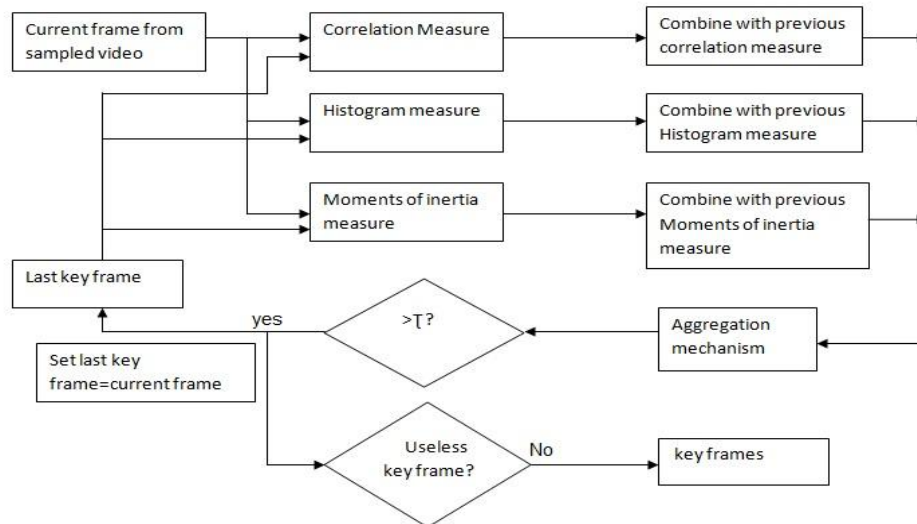 Current frame from
sampled video
Correlation Measure
Combine with previous
correlation measure
Histogram measure
Combine with previous
Histogram measure
Moments of inertia
measure
Combine with previous
Moments of inertia
measure
Last key frame
yes
>Ʈ?
Aggregation
mechanism
Set last key
frame=current frame
Useless
key frame?
No
key frames